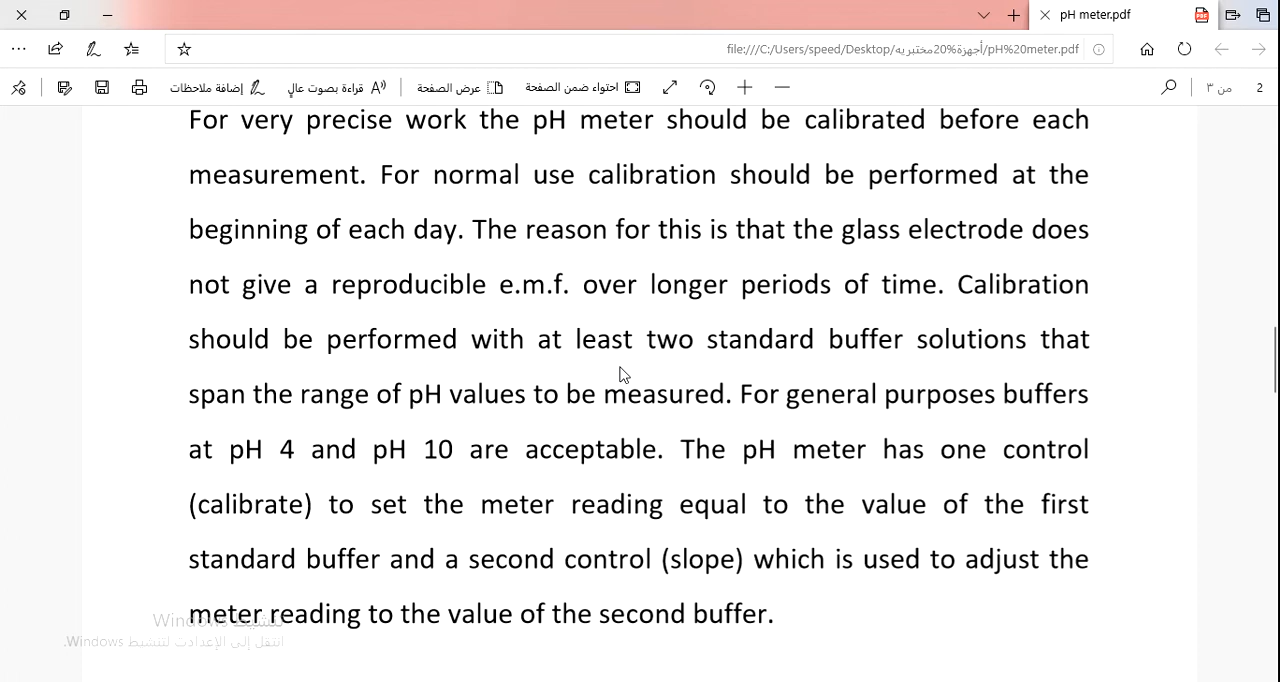 pH meter.pdf
file:///C:/Users/speed/Desktop/أجهزة%20مختبريه/pH%20meter.pdf
إضافة ملاحظات
قراءة بصوت عالٍ
عرض الصفحة
احتواء ضمن الصفحة
2 من ٣
For very precise work the pH meter should be calibrated before each
measurement. For normal use calibration should be performed at the
beginning of each day. The reason for this is that the glass electrode does
not give a reproducible e.m.f. over longer periods of time. Calibration
should be performed with at least two standard buffer solutions that
span the range of pH values to be measured. For general purposes buffers
at pH 4 and pH 10 are acceptable. The pH meter has one control
(calibrate) to set the meter reading equal to the value of the first
standard buffer and a second control (slope) which is used to adjust the
meter reading to the value of the second buffer.
تنشيط Windows
انتقل إلى الإعدادات لتنشيط Windows.